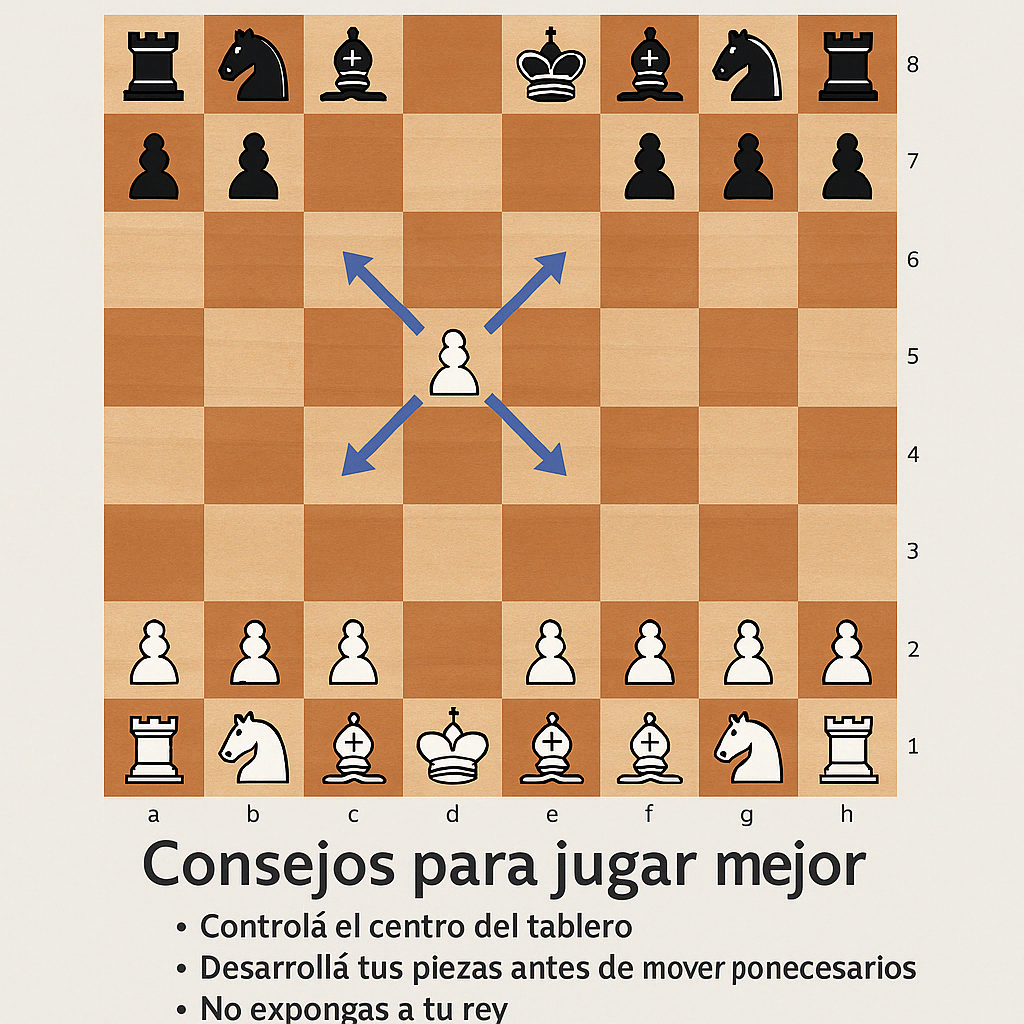 8
7
6
5
4
3
2
1
a b c d e f g h
Consejos para jugar mejor
• Controlá el centro del tablero
• Desarrollá tus piezas antes de mover ponecesarios
• No expongas a tu rey